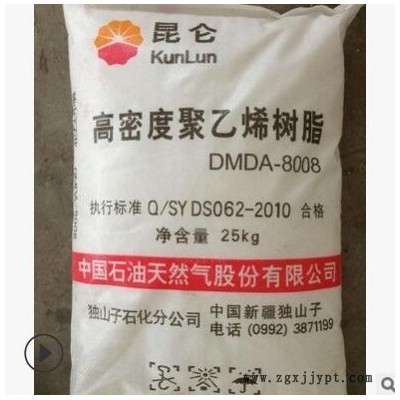 昆仑
KunLun
高密度聚乙烯树脂
DMDA-8008
执行标准 Q/SY DS062-2010 合格
净含量 25kg
中国石油天然气股份有限公司
独山子石化分公司 中国新疆独山子
电话 (0992) 3871199
www.zgxjjypt.com